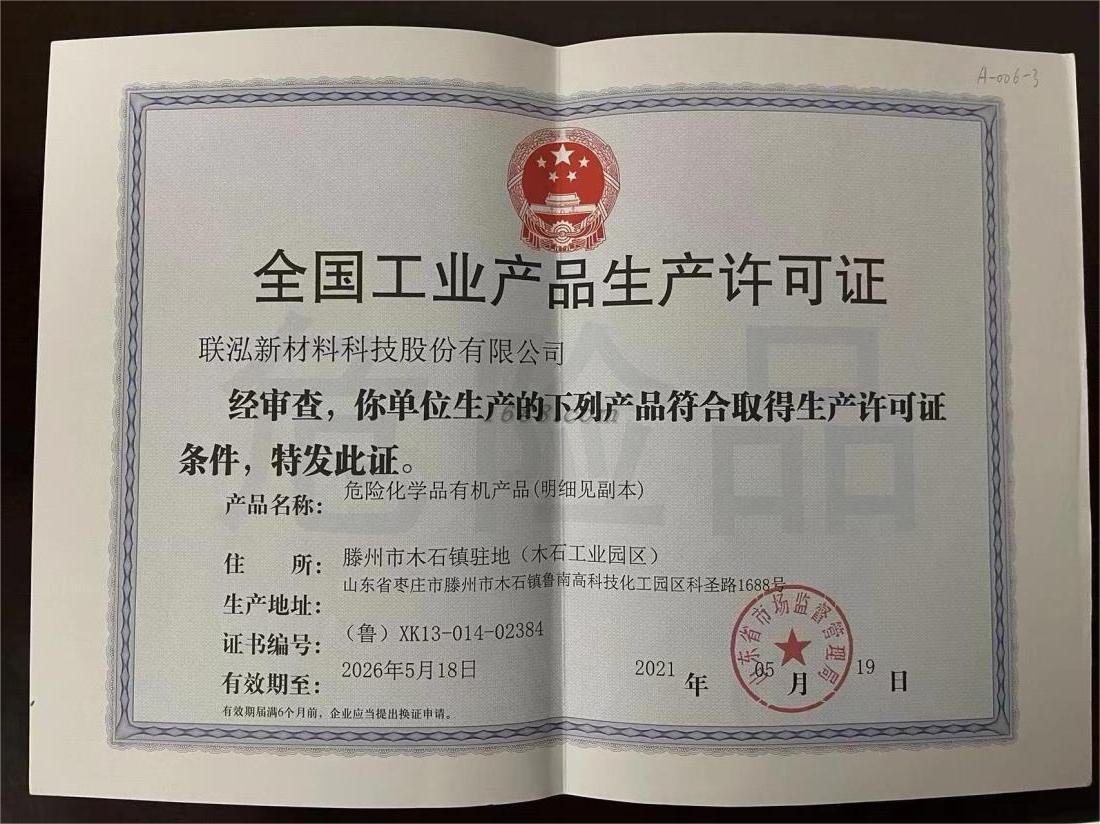 A-006-3
全国工业产品生产许可证
联泓新材料科技股份有限公司
危险品
经审查，你单位生产的下列产品符合取得生产许可证
1688.com
条件，特发此证。
产品名称： 危险化学品有机产品(明细见副本)
住 所： 滕州市木石镇驻地（木石工业园区）
生产地址： 山东省枣庄市滕州市木石镇鲁南高科技化工园区科圣路1688号
证书编号： （鲁）XK13-014-02384
有效期至： 2026年5月18日
2021 年 05 月 19 日
山东省市场监督管理局
有效期届满6个月前，企业应当提出换证申请。